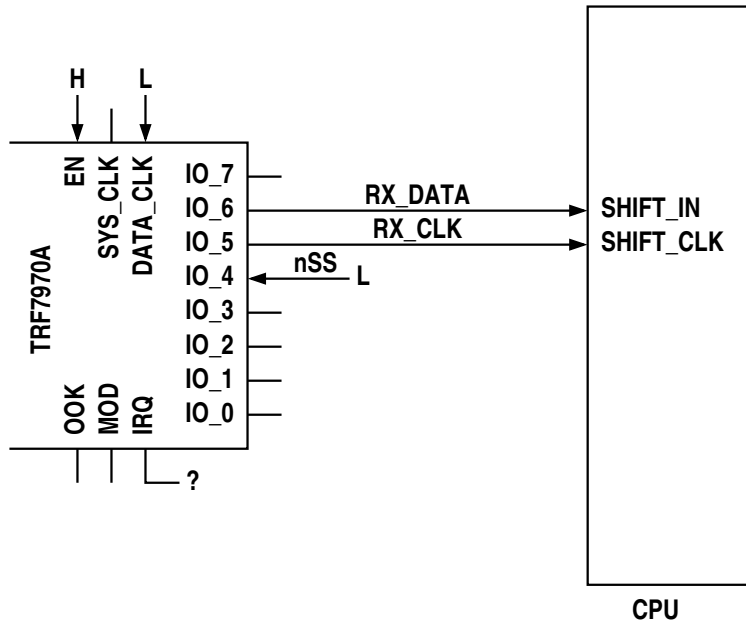 H
L
EN
SYS_CLK
DATA_CLK
IO_7
IO_6
RX_DATA
SHIFT_IN
IO_5
RX_CLK
SHIFT_CLK
IO_4
nSS
L
TRF7970A
IO_3
IO_2
IO_1
IO_0
OOK
MOD
IRQ
?
CPU